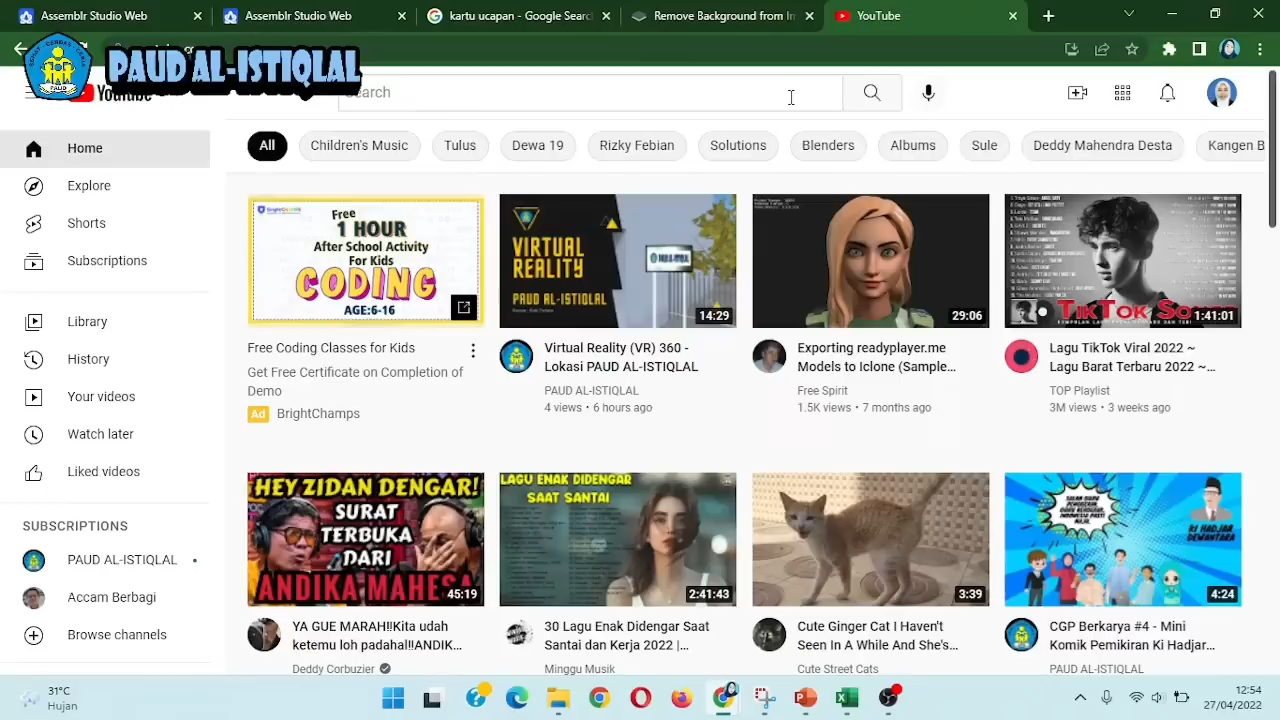 Lartu capan - Google S
Remove Background from Im
YouTube
PAUD AL-ISTIQLAL
PAUD
Search
All
Children's Music
Tulus
Dewa 19
Rizky Febian
Solutions
Blenders
Albums
Sule
Deddy Mahendra Desta
Kangen B
Home
Explore
Shorts
Subscriptions
Library
History
Your videos
Watch later
Liked videos
SUBSCRIPTIONS
PAUD AL-ISTIQLAL
Accam Berbagi
Browse channels
BrightCHAMPS
Free
1 HOUR
After School Activity
For Kids
CODING
AGE:6-16
Free Coding Classes for Kids
Get Free Certificate on Completion of
Demo
Ad BrightChamps
VIRTUAL
REALITY
PAUD AL-ISTIQLAL
14:29
Virtual Reality (VR) 360 -
Lokasi PAUD AL-ISTIQLAL
PAUD AL-ISTIQLAL
4 views • 6 hours ago
29:06
Exporting readyplayer.me
Models to Iclone (Sample...
Free Spirit
1.5K views • 7 months ago
TIKTOK SO
1:41:01
Lagu TikTok Viral 2022 ~
Lagu Barat Terbaru 2022 ~...
TOP Playlist
3M views • 3 weeks ago
HEY ZIDAN DENGAR!
SURAT
TERBUKA
DARI
ANDIKA MAHESA
45:19
YA GUE MARAH!!Kita udah
ketemu loh padahal!!ANDIK...
Deddy Corbuzier
LAGU ENAK DIDENGAR
SAAT SANTAI
2:41:43
30 Lagu Enak Didengar Saat
Santai dan Kerja 2022 |...
Minggu Musik
3:39
Cute Ginger Cat I Haven't
Seen In A While And She's...
Cute Street Cats
KI HADJAR
DEWANTARA
4:24
CGP Berkarya #4 - Mini
Komik Pemikiran Ki Hadjar...
PAUD AL-ISTIQLAL
31°C
Hujan
12:54
27/04/2022